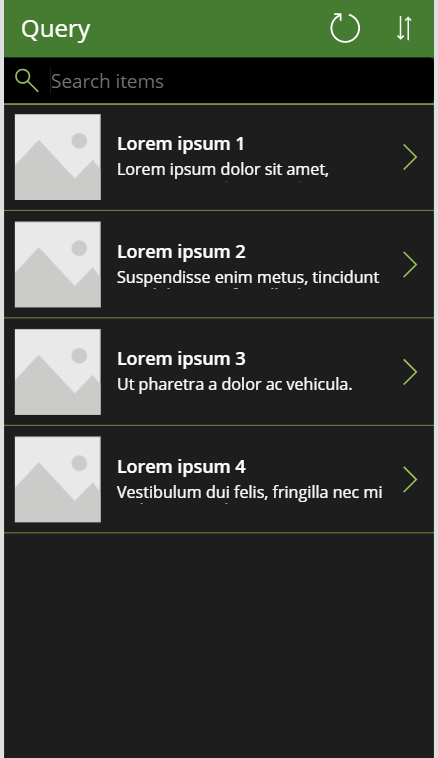 Query
Search items
Lorem ipsum 1
Lorem ipsum dolor sit amet,
Lorem ipsum 2
Suspendisse enim metus, tincidunt
Lorem ipsum 3
Ut pharetra a dolor ac vehicula.
Lorem ipsum 4
Vestibulum dui felis, fringilla nec mi